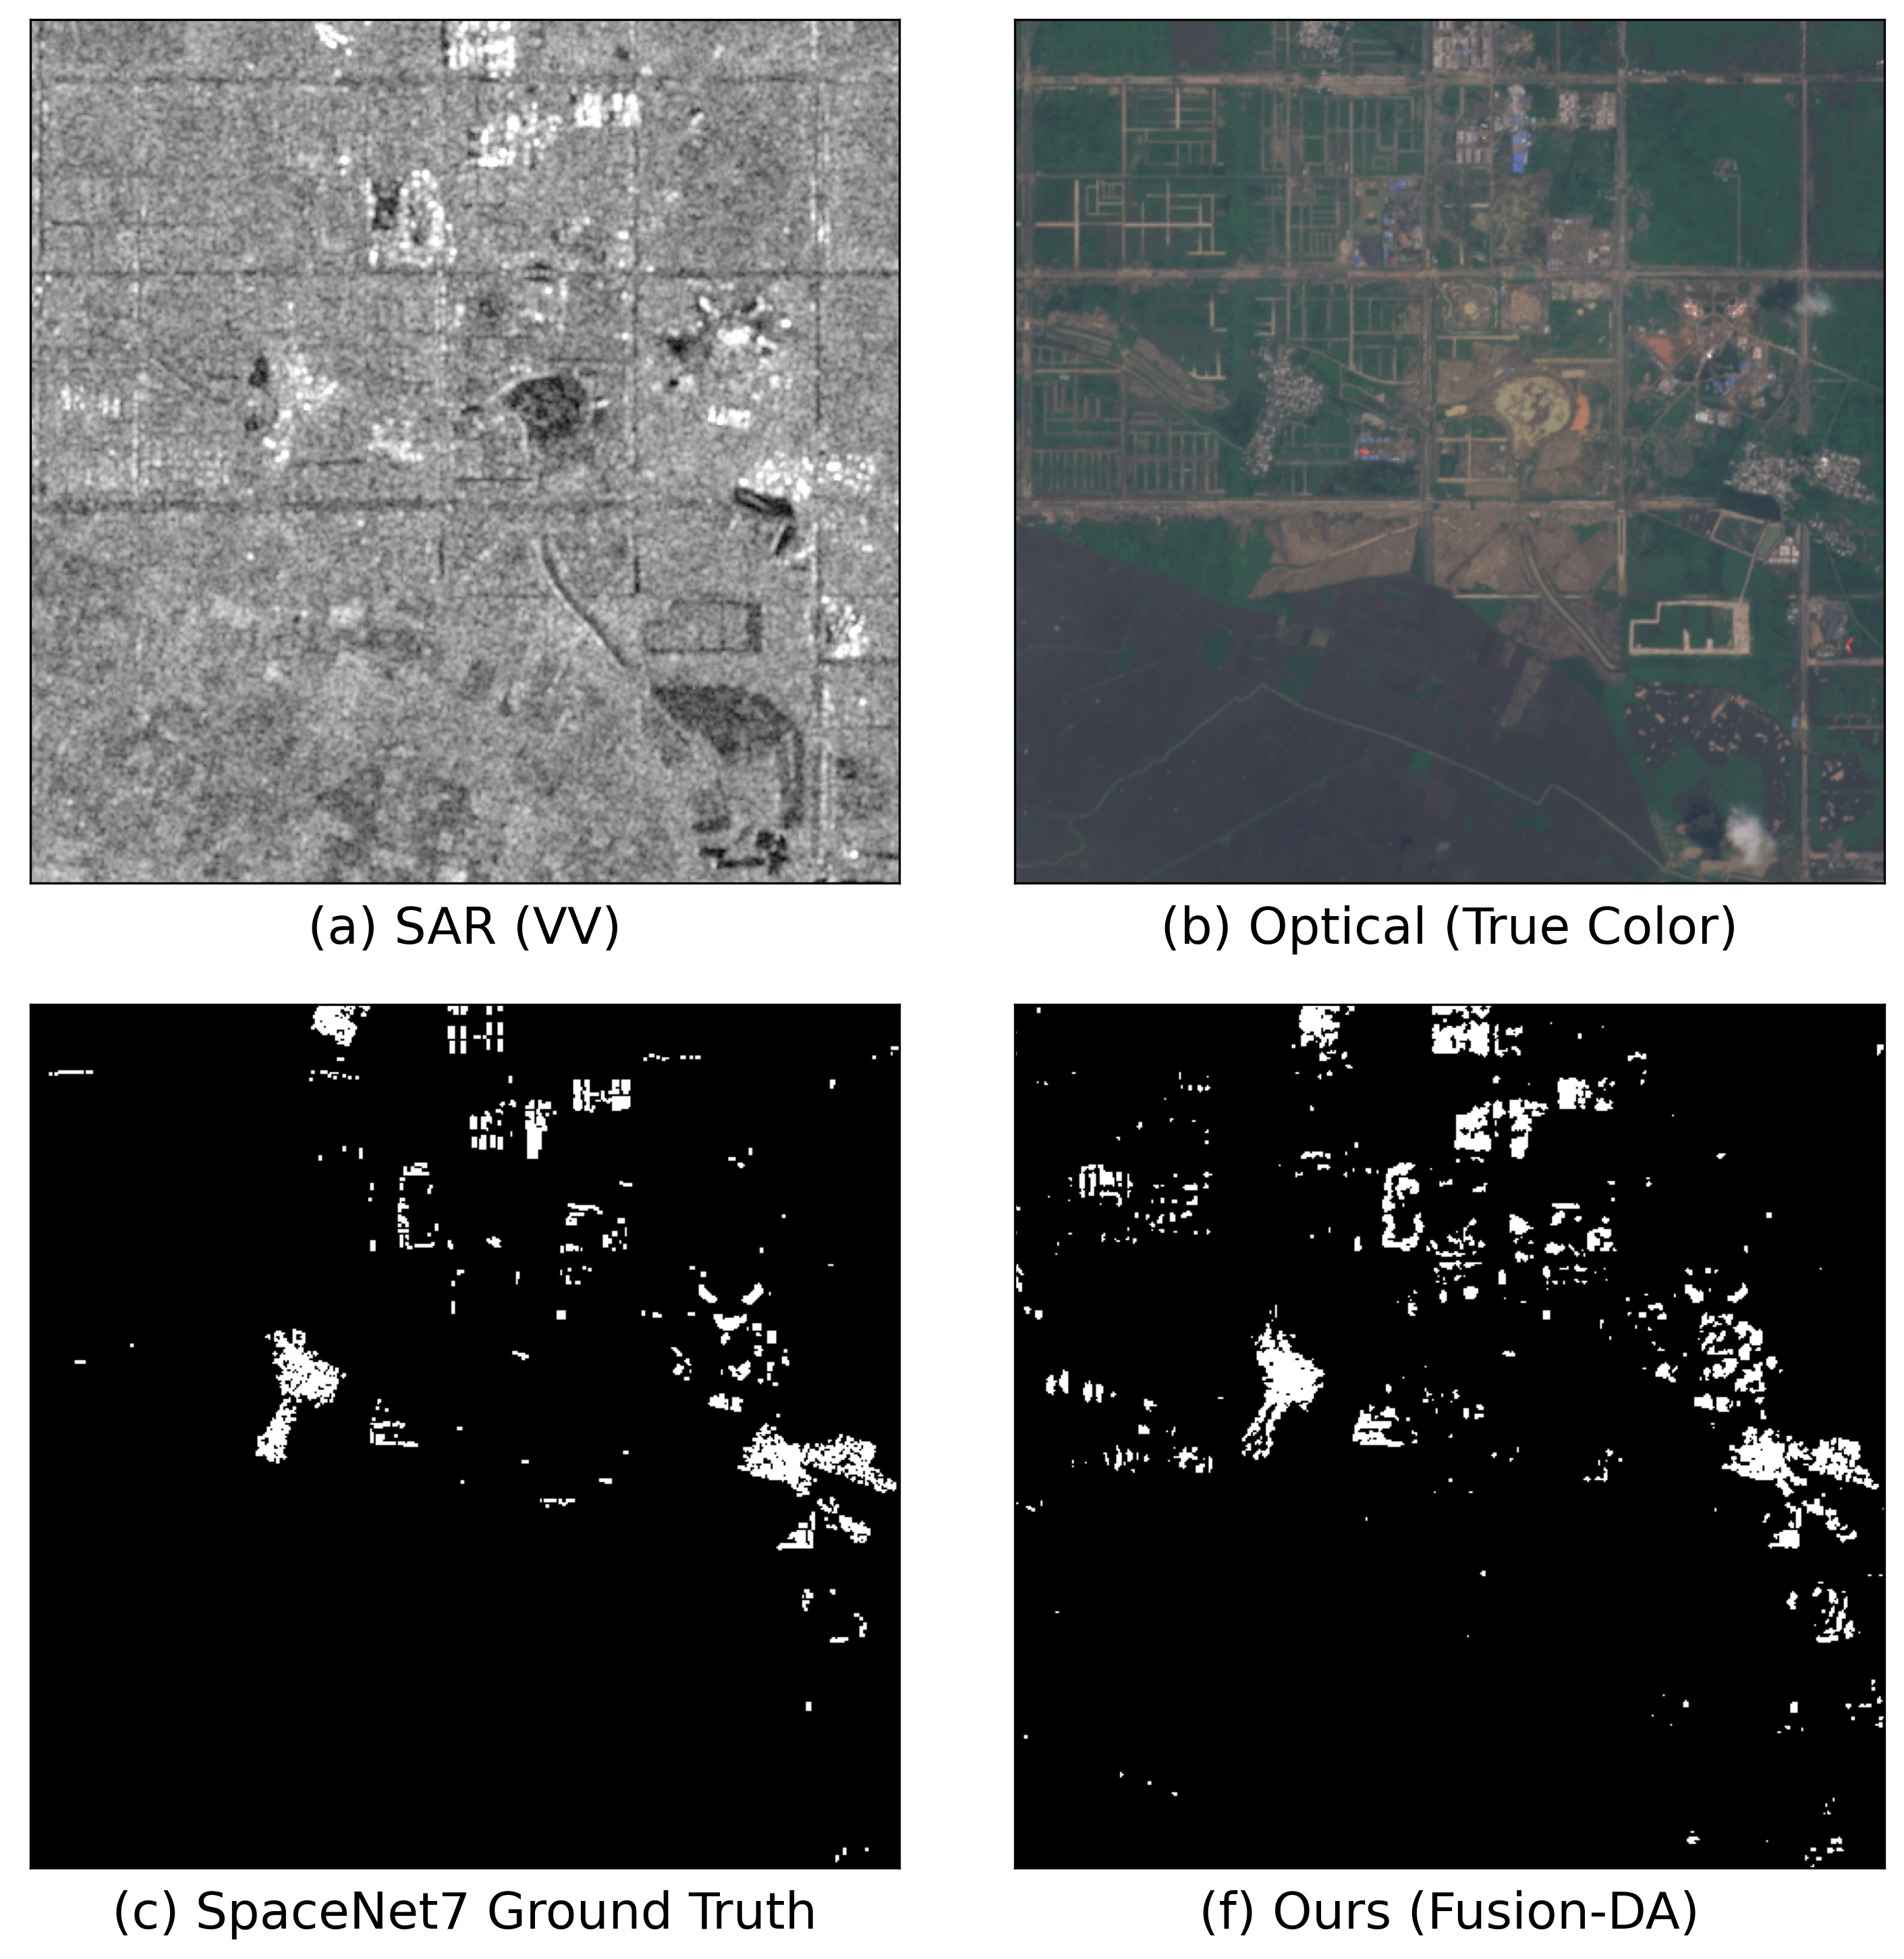 (a) SAR (VV)
(b) Optical (True Color)
(c) SpaceNet7 Ground Truth
(f) Ours (Fusion-DA)